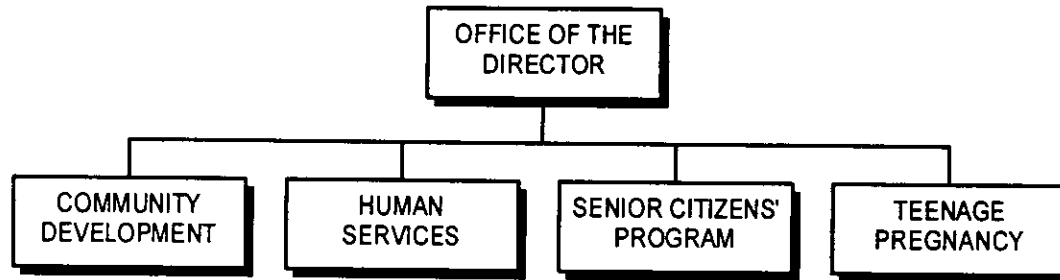 OFFICE OF THE
DIRECTOR
COMMUNITY
DEVELOPMENT
HUMAN
SERVICES
SENIOR CITIZENS'
PROGRAM
TEENAGE
PREGNANCY